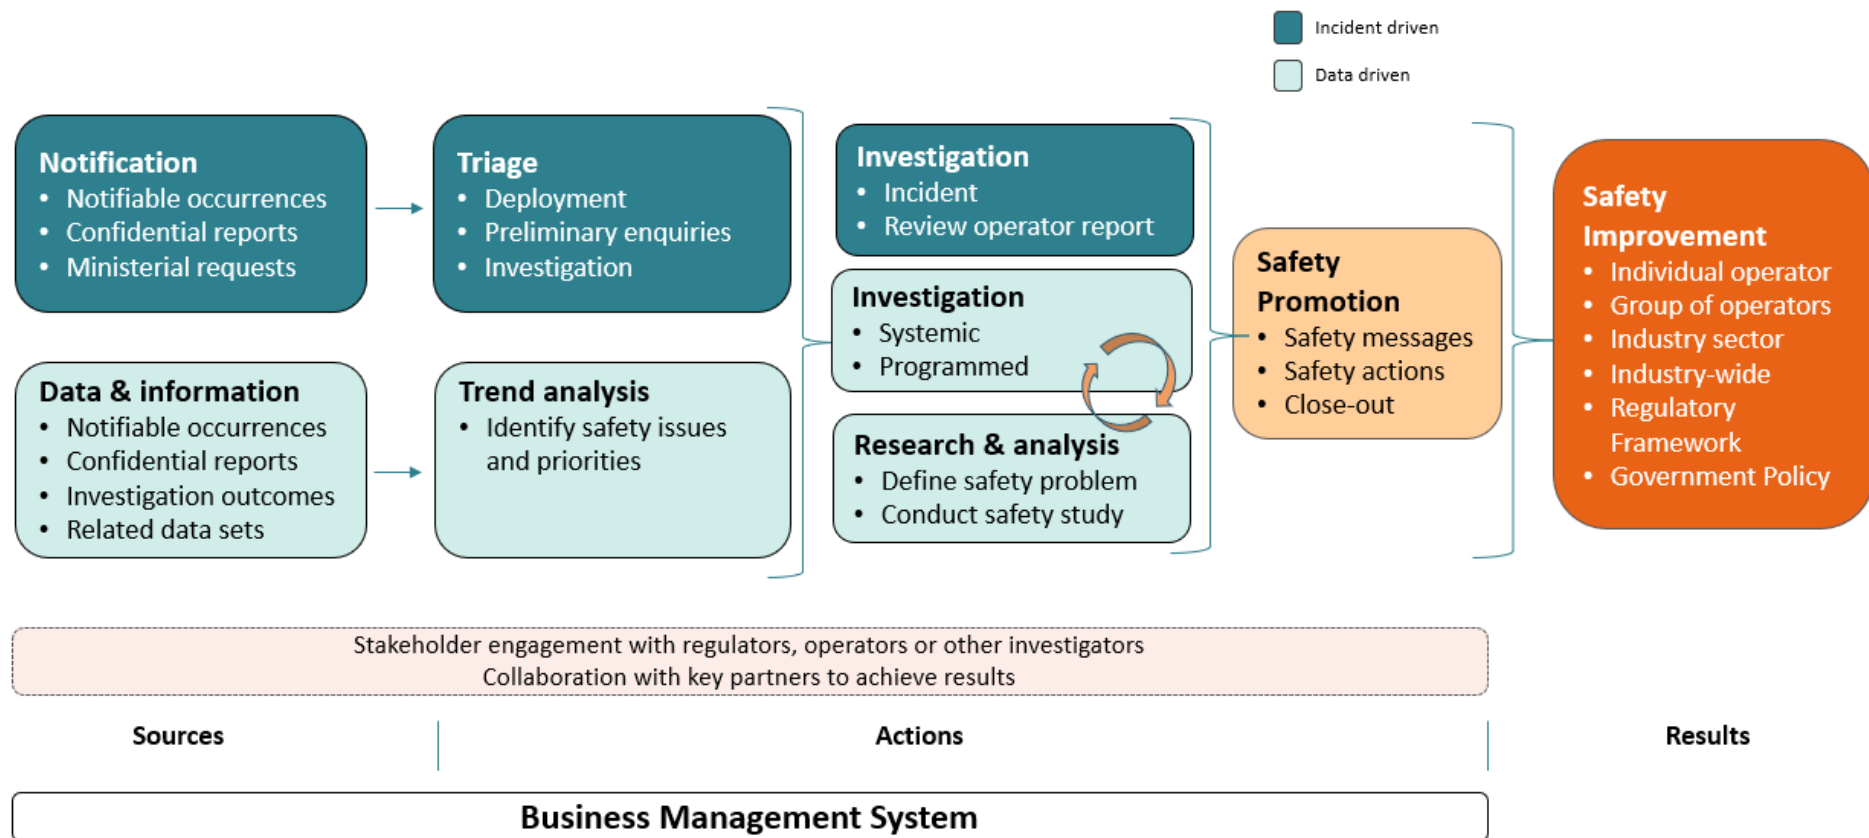 Incident driven
Data driven
Notification
• Notifiable occurrences
• Confidential reports
• Ministerial requests
Triage
• Deployment
• Preliminary enquiries
• Investigation
Investigation
• Incident
• Review operator report
Data & information
• Notifiable occurrences
• Confidential reports
• Investigation outcomes
• Related data sets
Trend analysis
• Identify safety issues
and priorities
Investigation
• Systemic
• Programmed
Research & analysis
• Define safety problem
• Conduct safety study
Safety
Promotion
• Safety messages
• Safety actions
• Close-out
Safety
Improvement
• Individual operator
• Group of operators
• Industry sector
• Industry-wide
• Regulatory
Framework
• Government Policy
Stakeholder engagement with regulators, operators or other investigators
Collaboration with key partners to achieve results
Sources
Actions
Results
Business Management System